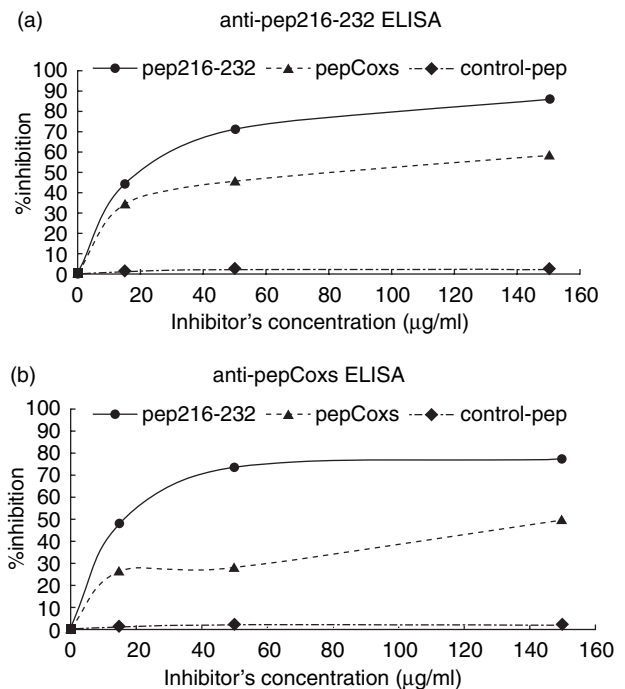 (a)
anti-pep216-232 ELISA
pep216-232 pepCoxs control-pep
100
90
80
70
60
50
40
30
20
10
0
%inhibition
0 20 40 60 80 100 120 140 160
Inhibitor's concentration (μg/ml)
(b)
anti-pepCoxs ELISA
pep216-232 pepCoxs control-pep
100
90
80
70
60
50
40
30
20
10
0
%inhibition
0 20 40 60 80 100 120 140 160
Inhibitor's concentration (μg/ml)